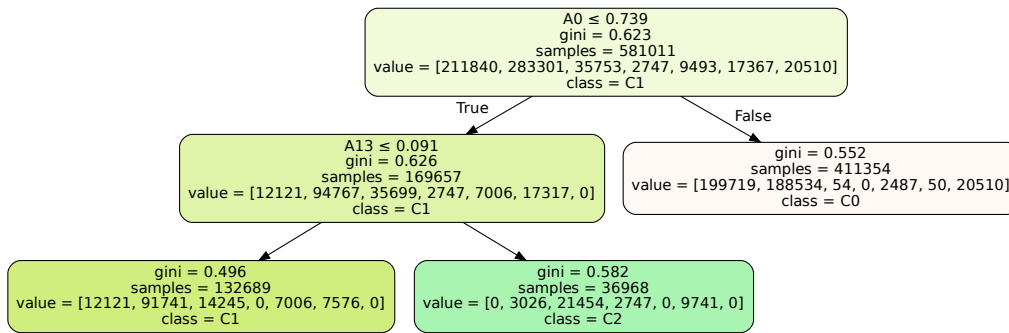 A0 ≤ 0.739
gini = 0.623
samples = 581011
value = [211840, 283301, 35753, 2747, 9493, 17367, 20510]
class = C1
True
False
A13 ≤ 0.091
gini = 0.626
samples = 169657
value = [12121, 94767, 35699, 2747, 7006, 17317, 0]
class = C1
gini = 0.552
samples = 411354
value = [199719, 188534, 54, 0, 2487, 50, 20510]
class = C0
gini = 0.496
samples = 132689
value = [12121, 91741, 14245, 0, 7006, 7576, 0]
class = C1
gini = 0.582
samples = 36968
value = [0, 3026, 21454, 2747, 0, 9741, 0]
class = C2